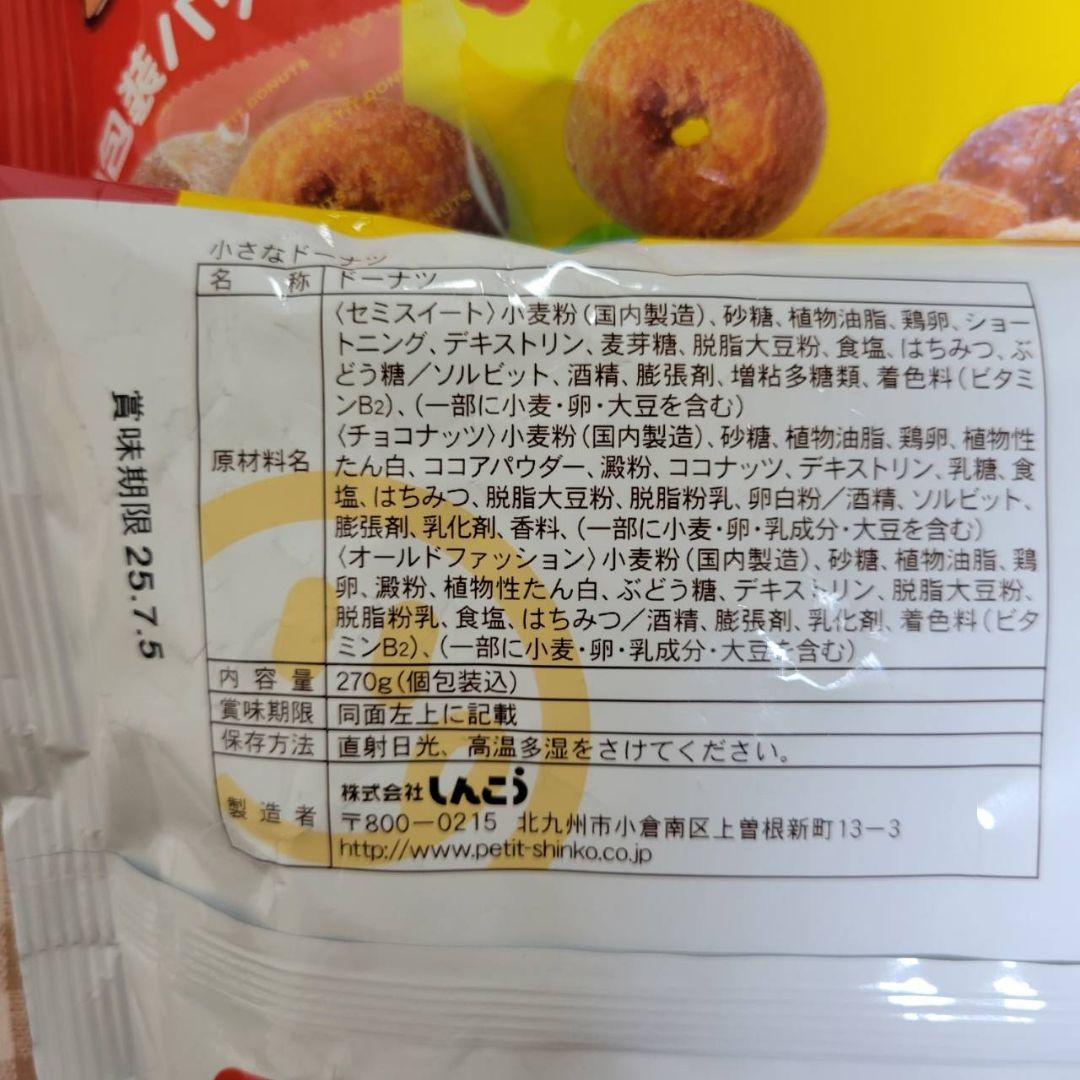 包装パッ
DONUTS
小さなドーナツ
名 称 ドーナツ
原材料名
〈セミスイート〉小麦粉(国内製造)、砂糖、植物油脂、鶏卵、ショー
トニング、デキストリン、麦芽糖、脱脂大豆粉、食塩、はちみつ、ぶ
どう糖/ソルビット、酒精、膨張剤、増粘多糖類、着色料(ビタミ
ンB2)、(一部に小麦・卵・大豆を含む)
〈チョコナッツ〉小麦粉(国内製造)、砂糖、植物油脂、鶏卵、植物性
たん白、ココアパウダー、澱粉、ココナッツ、デキストリン、乳糖、食
塩、はちみつ、脱脂大豆粉、脱脂粉乳、卵白粉/酒精、ソルビット、
膨張剤、乳化剤、香料、(一部に小麦・卵・乳成分・大豆を含む)
〈オールドファッション〉小麦粉(国内製造)、砂糖、植物油脂、鶏
卵、澱粉、植物性たん白、ぶどう糖、デキストリン、脱脂大豆粉、
脱脂粉乳、食塩、はちみつ/酒精、膨張剤、乳化剤、着色料(ビタ
ミンB2)、(一部に小麦・卵・乳成分・大豆を含む)
内 容 量 270g(個包装込)
賞味期限 同面左上に記載
保存方法 直射日光、高温多湿をさけてください。
製 造 者 株式会社しんこう
〒800-0215 北九州市小倉南区上曽根新町13-3
http://www.petit-shinko.co.jp
賞味期限 25.7.5